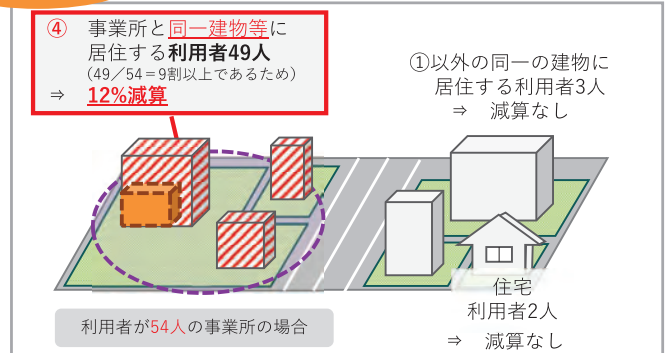 ④ 事業所と同一建物等に
居住する利用者49人
（49／54＝9割以上であるため）
⇒ 12%減算
①以外の同一の建物に
居住する利用者3人
⇒ 減算なし
住宅
利用者2人
⇒ 減算なし
利用者が54人の事業所の場合